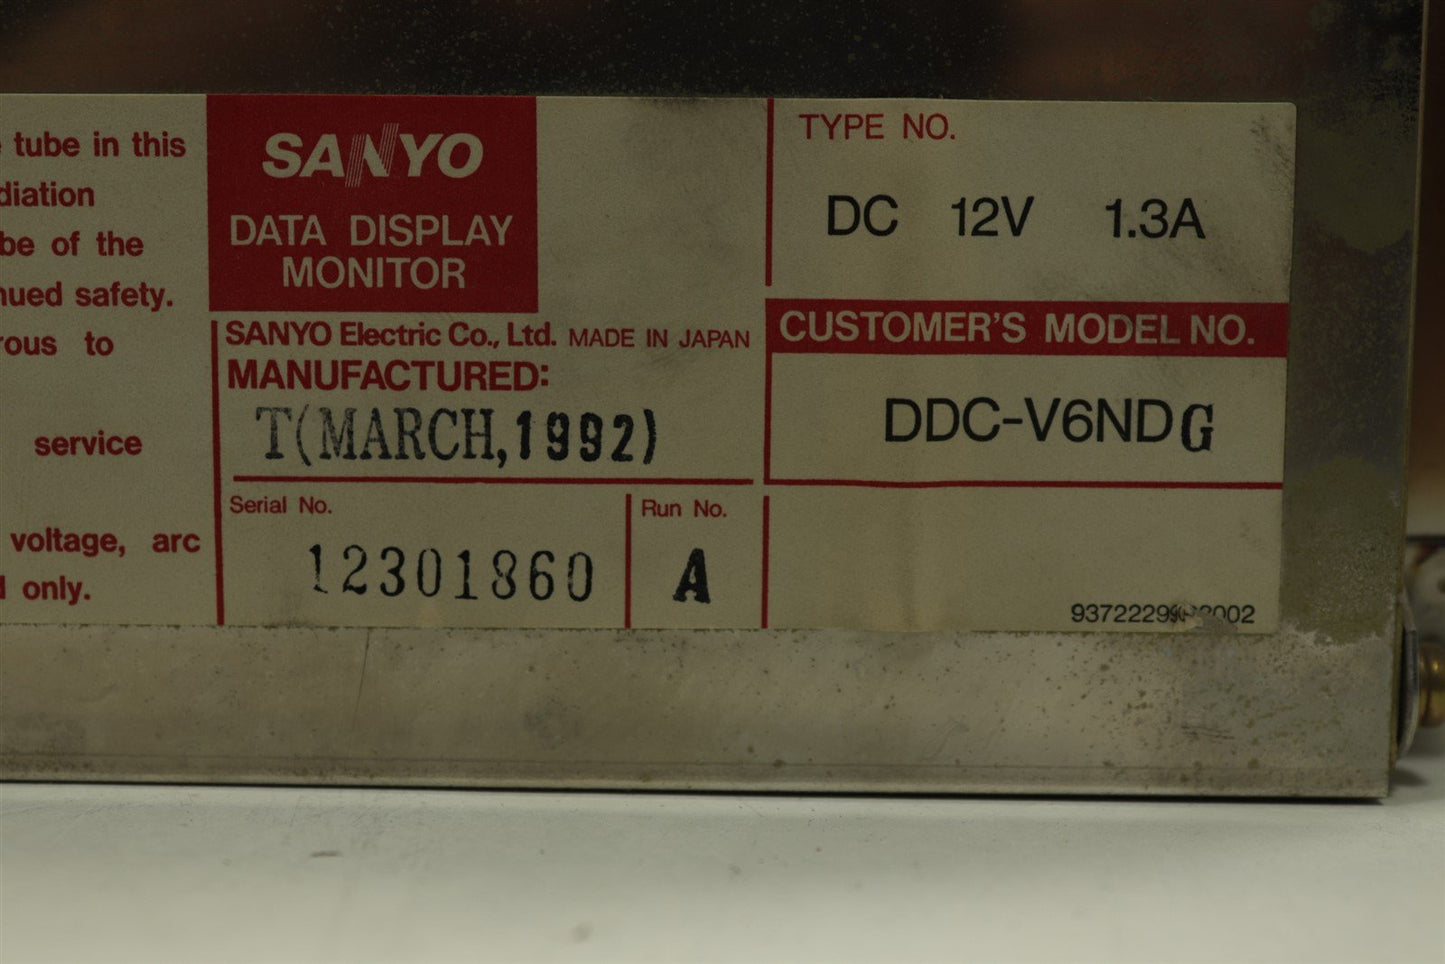 tube in this
diation
be of the
nued safety.
rous to
service
voltage, arc
only.
SANYO
DATA DISPLAY
MONITOR
SANYO Electric Co., Ltd. MADE IN JAPAN
MANUFACTURED:
T(MARCH,1992)
Serial No.
12301860
Run No.
A
TYPE NO.
DC 12V 1.3A
CUSTOMER'S MODEL NO.
DDC-V6NDG